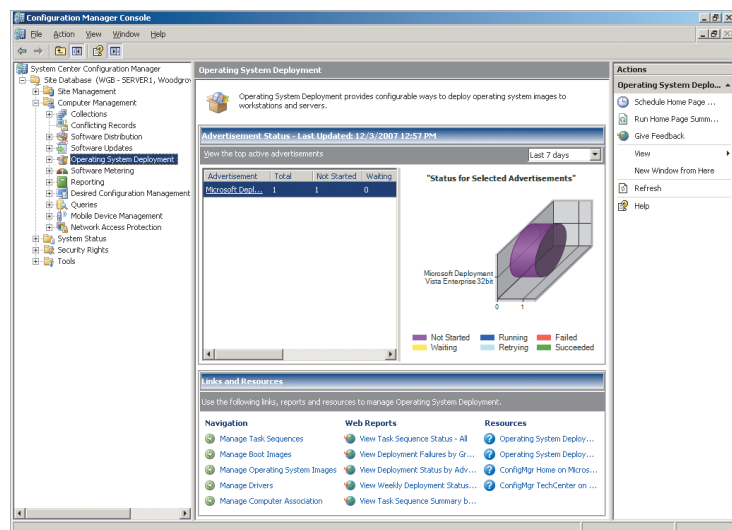 Configuration Manager Console
File Action View Window Help
System Center Configuration Manager
Site Database (WGB - SERVER1, Woodgrov
Site Management
Computer Management
Collections
Conflicting Records
Software Distribution
Software Updates
Operating System Deployment
Software Metering
Reporting
Desired Configuration Management
Queries
Mobile Device Management
Network Access Protection
System Status
Security Rights
Tools
Operating System Deployment
Operating System Deployment provides configurable ways to deploy operating system images to
workstations and servers.
Advertisement Status - Last Updated: 12/3/2007 12:57 PM
View the top active advertisements
Last 7 days
Advertisement Total Not Started Waiting
Microsoft Depl... 1 1 0
"Status for Selected Advertisements"
Microsoft Deployment
Vista Enterprise 32bit
0 1
Not Started Running Failed
Waiting Retrying Succeeded
Links and Resources
Use the following links, reports and resources to manage Operating System Deployment.
Navigation Web Reports Resources
Manage Task Sequences View Task Sequence Status - All Operating System Deploy...
Manage Boot Images View Deployment Failures by Gr... Operating System Deploy...
Manage Operating System Images View Deployment Status by Adv... ConfigMgr Home on Micros...
Manage Drivers View Weekly Deployment Status... ConfigMgr TechCenter on ...
Manage Computer Association View Task Sequence Summary b...
Actions
Operating System Deplo...
Schedule Home Page ...
Run Home Page Summ...
Give Feedback
View
New Window from Here
Refresh
Help